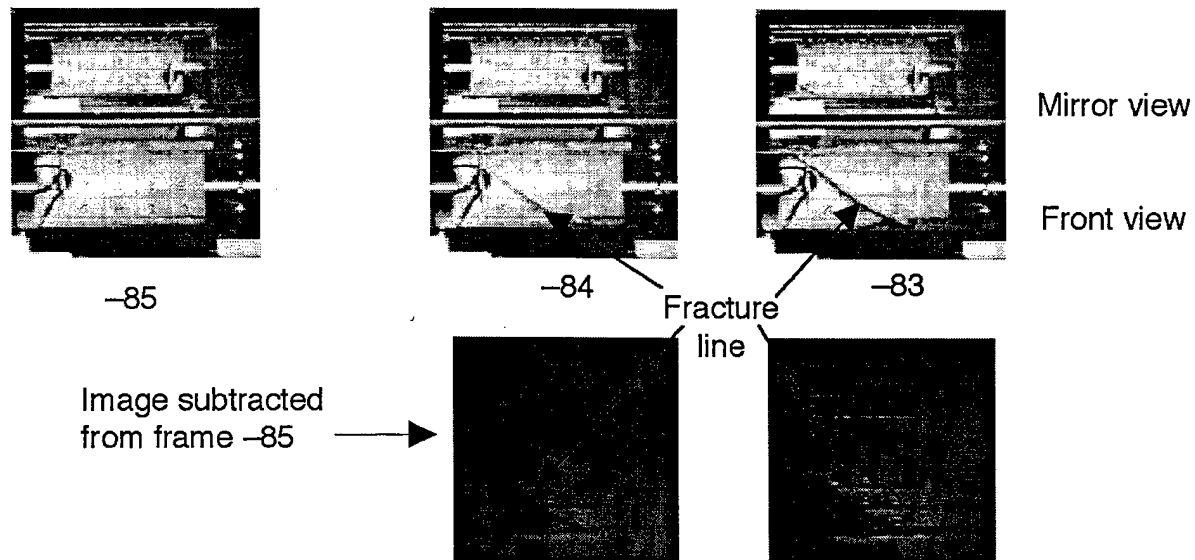 Mirror view
Front view
–85
–84
–83
Fracture
line
Image subtracted
from frame –85